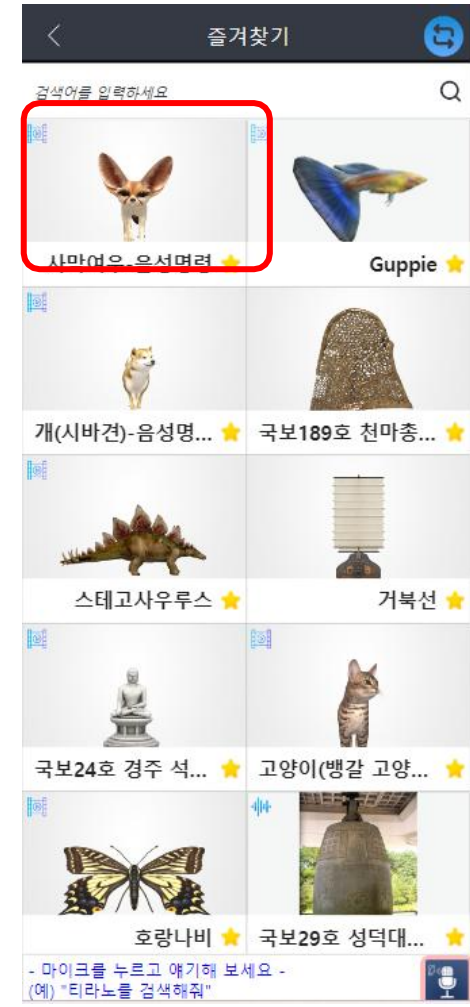 즐겨찾기
검색어를 입력하세요
사막여우-음성명령
Guppie
개(시바견)-음성명...
국보189호 천마총...
스테고사우루스
거북선
국보24호 경주 석...
고양이(뱅갈 고양...
호랑나비
국보29호 성덕대...
- 마이크를 누르고 얘기해 보세요 -
(예) "티라노를 검색해줘"